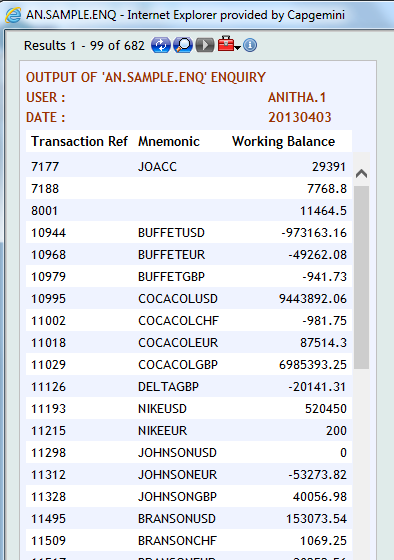 AN.SAMPLE.ENQ - Internet Explorer provided by Capgemini
Results 1 - 99 of 682
OUTPUT OF 'AN.SAMPLE.ENQ' ENQUIRY
USER : ANITHA.1
DATE : 20130403
Transaction Ref Mnemonic Working Balance
7177 JOACC 29391
7188 7768.8
8001 11464.5
10944 BUFFETUSD -973163.16
10968 BUFFETEUR -49262.08
10979 BUFFETGBP -941.73
10995 COCACOLUSD 9443892.06
11002 COCACOLCHF -981.75
11018 COCACOLEUR 87514.3
11029 COCACOLGBP 6985393.25
11126 DELTAGBP -20141.31
11193 NIKEUSD 520450
11215 NIKEEUR 200
11298 JOHNSONUSD 0
11312 JOHNSONEUR -53273.82
11328 JOHNSONGBP 40056.98
11495 BRANSONUSD 153073.54
11509 BRANSONCHF 1069.25